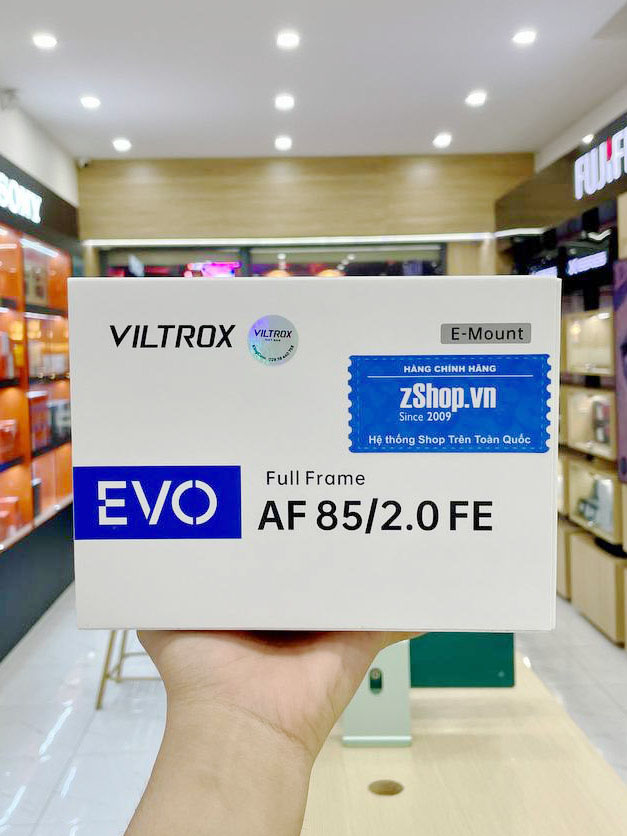 SONY
VILTROX
VILTROX
E-Mount
HÀNG CHÍNH HÃNG
zShop.vn
Since 2009
Hệ thống Shop Trên Toàn Quốc
EVO
Full Frame
AF 85/2.0 FE